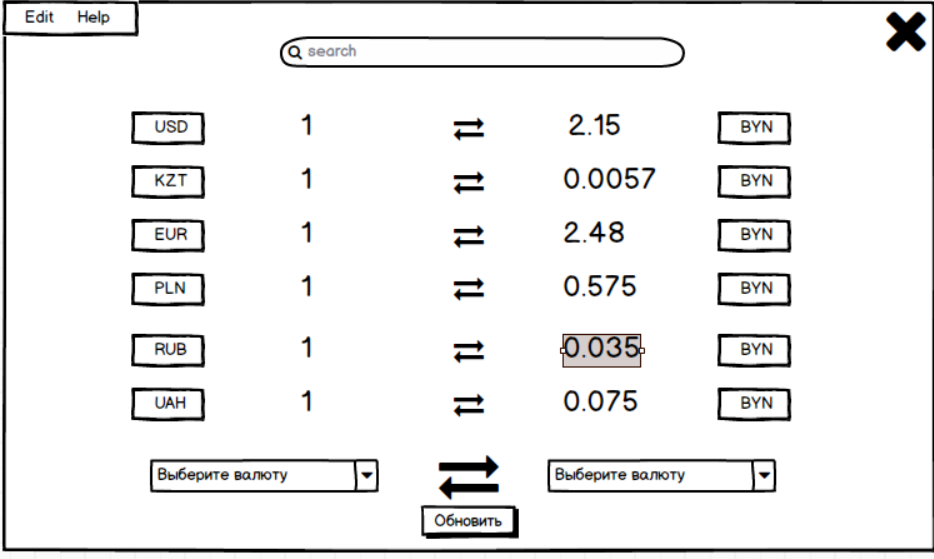 Edit Help
search
USD 1 2.15 BYN
KZT 1 0.0057 BYN
EUR 1 2.48 BYN
PLN 1 0.575 BYN
RUB 1 0.035 BYN
UAH 1 0.075 BYN
Выберите валюту Выберите валюту
Обновить